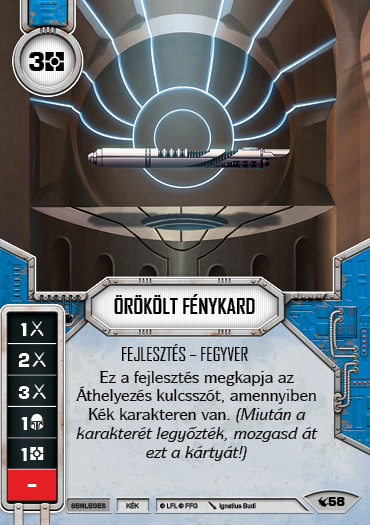 3
ÖRÖKÖLT FÉNYKARD
FEJLESZTÉS – FEGYVER
1
2
3
1
1
–
Ez a fejlesztés megkapja az
Áthelyezés kulcsszót, amennyiben
Kék karakteren van. (Miután a
karakterét legyőzték, mozgasd át
ezt a kártyát!)
SEMLEGES
KÉK
© LFL © FFG
Ignatius Budi
58